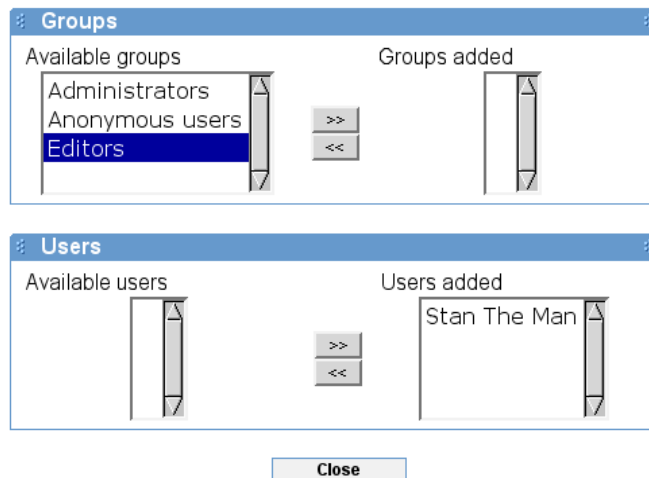 Groups
Available groups
Groups added
Administrators
Anonymous users
Editors
>>
<<
Users
Available users
Users added
Stan The Man
>>
<<
Close